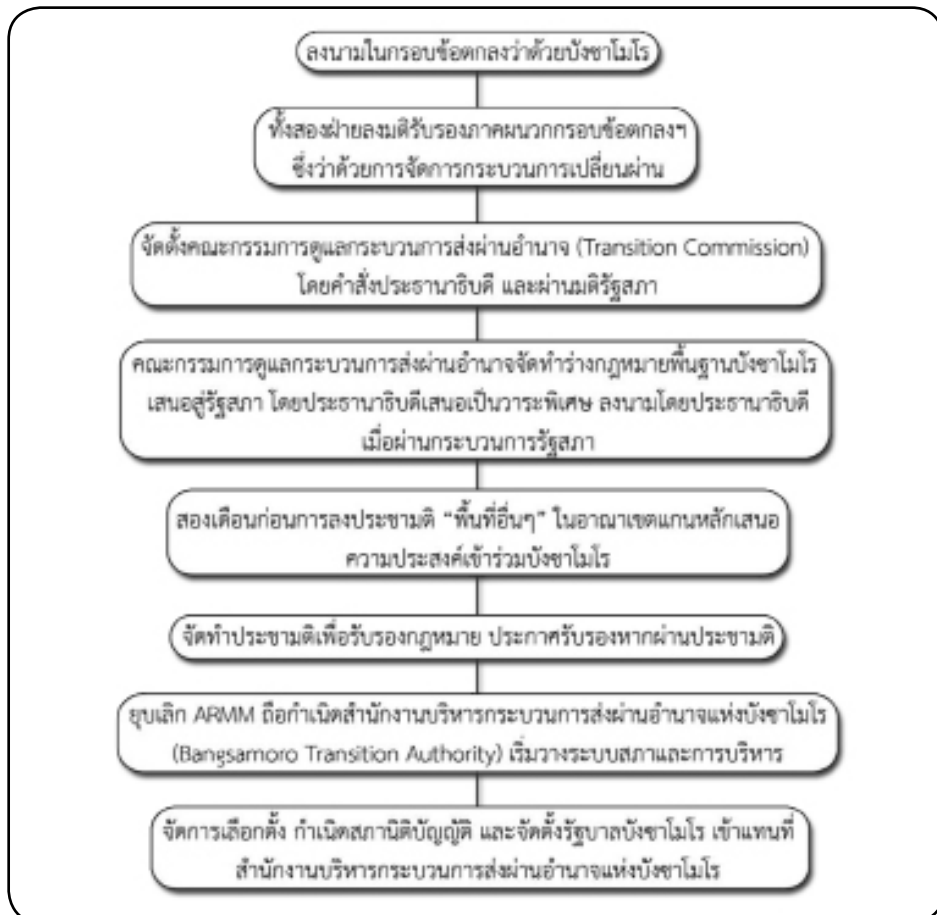 ลงนามในกรอบข้อตกลงว่าด้วยบังซาโมโร
ทั้งสองฝ่ายลงมติรับรองภาคผนวกกรอบข้อตกลงฯ
ซึ่งว่าด้วยการจัดการกระบวนการเปลี่ยนผ่าน
จัดตั้งคณะกรรมการดูแลกระบวนการส่งผ่านอำนาจ (Transition Commission)
โดยคำสั่งประธานาธิบดี และผ่านมติรัฐสภา
คณะกรรมการดูแลกระบวนการส่งผ่านอำนาจจัดทำร่างกฎหมายพื้นฐานบังซาโมโร
เสนอสู่รัฐสภา โดยประธานาธิบดีเสนอเป็นวาระพิเศษ ลงนามโดยประธานาธิบดี
เมื่อผ่านกระบวนการรัฐสภา
สองเดือนก่อนการลงประชามติ “พื้นที่อื่นๆ” ในอาณาเขตแกนหลักเสนอ
ความประสงค์เข้าร่วมบังซาโมโร
จัดทำประชามติเพื่อรับรองกฎหมาย ประกาศรับรองหากผ่านประชามติ
ยุบเลิก ARMM ถือกำเนิดสำนักงานบริหารกระบวนการส่งผ่านอำนาจแห่งบังซาโมโร
(Bangsamoro Transition Authority) เริ่มวางระบบสภาและการบริหาร
จัดการเลือกตั้ง กำเนิดสภานิติบัญญัติ และจัดตั้งรัฐบาลบังซาโมโร เข้าแทนที่
สำนักงานบริหารกระบวนการส่งผ่านอำนาจแห่งบังซาโมโร